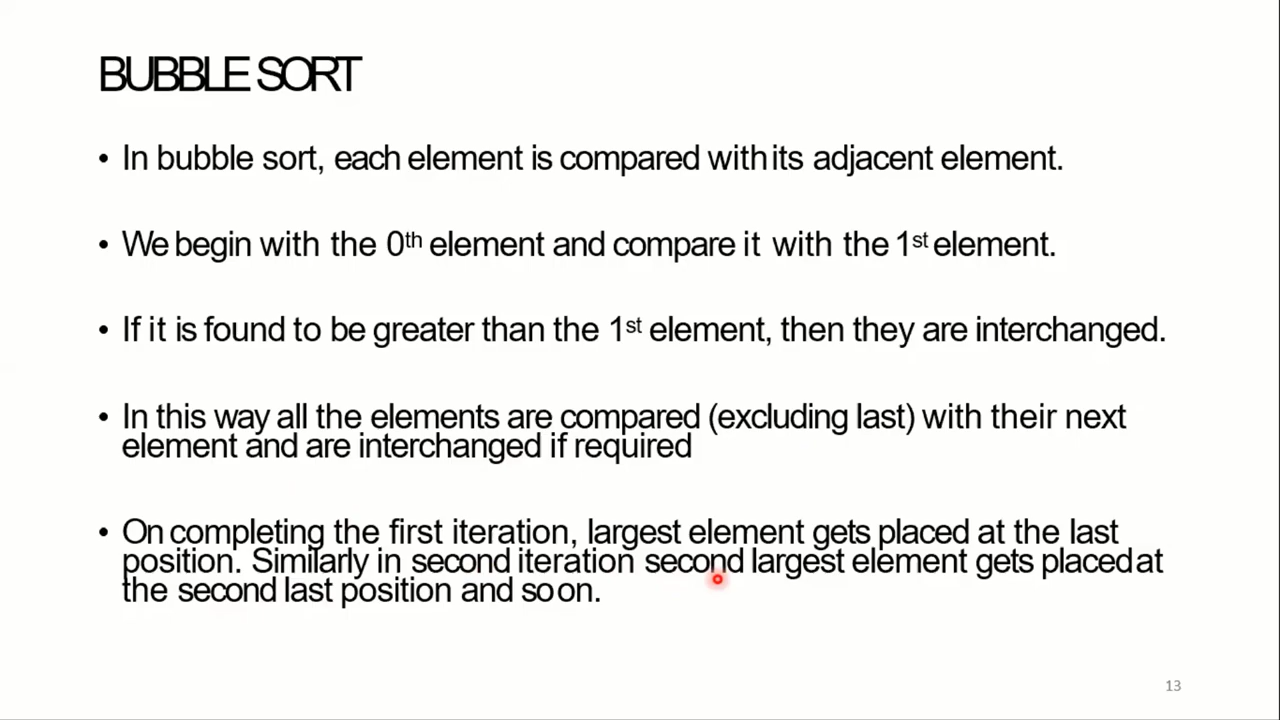 BUBBLE SORT
• In bubble sort, each element is compared with its adjacent element.
• We begin with the 0th element and compare it with the 1st element.
• If it is found to be greater than the 1st element, then they are interchanged.
• In this way all the elements are compared (excluding last) with their next
element and are interchanged if required
• On completing the first iteration, largest element gets placed at the last
position. Similarly in second iteration second largest element gets placed at
the second last position and so on.
13